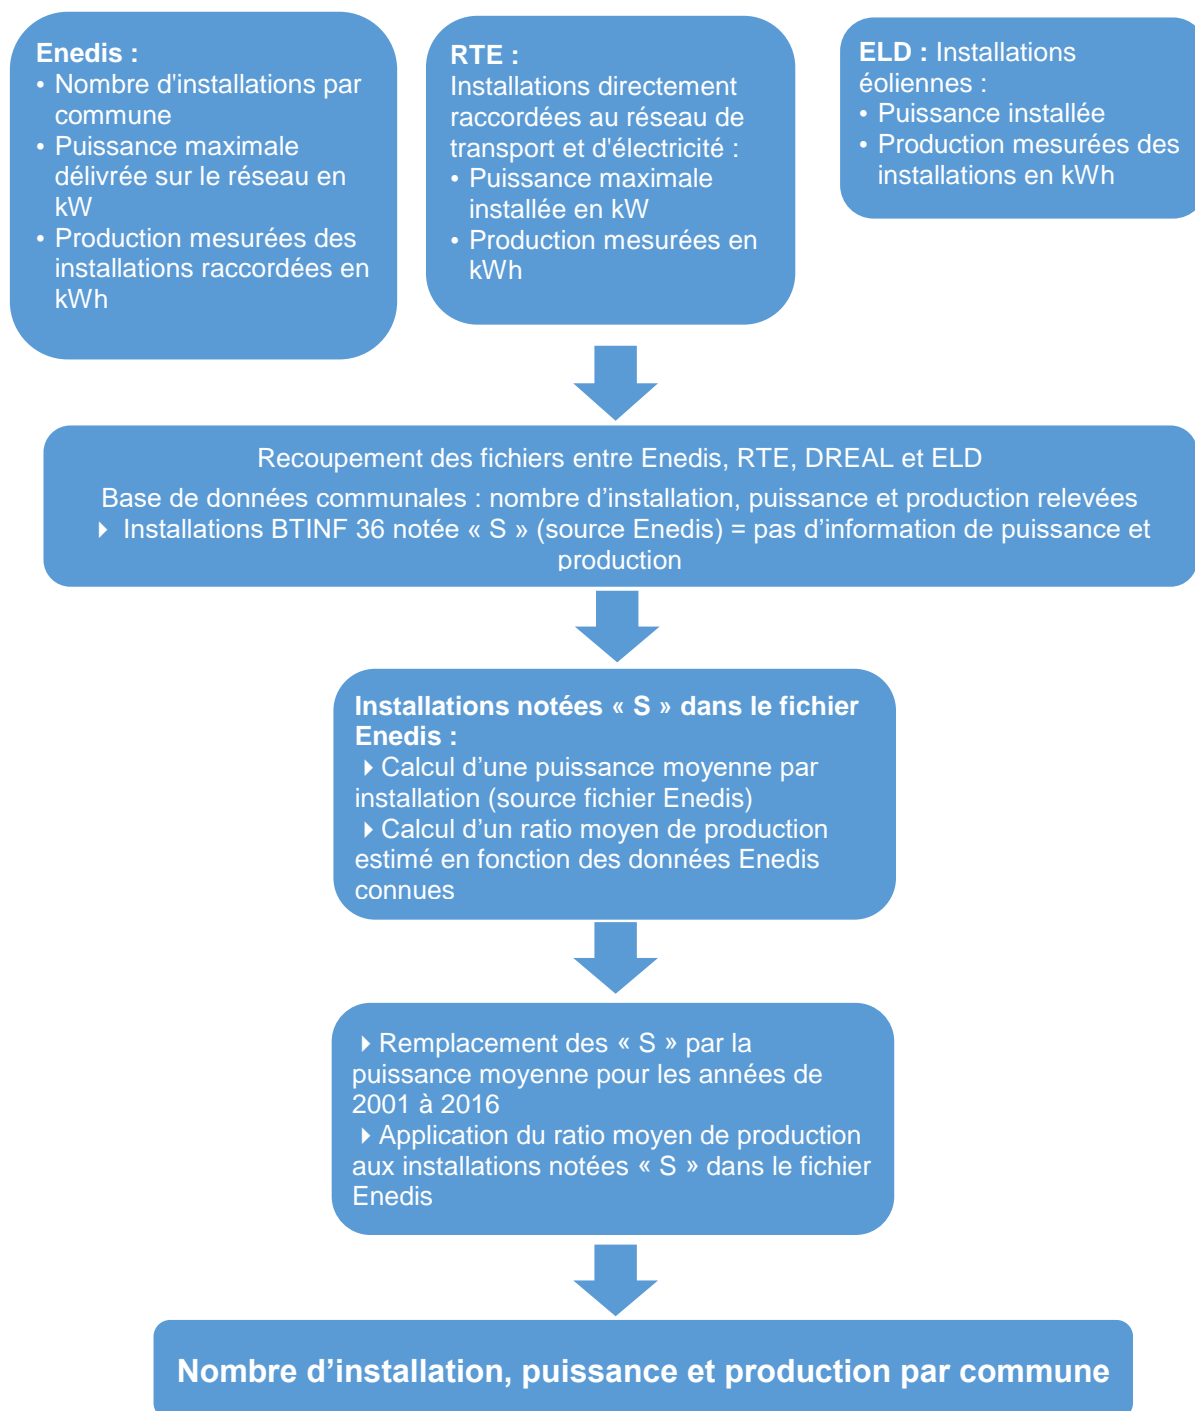 Enedis :
• Nombre d'installations par
commune
• Puissance maximale
délivrée sur le réseau en
kW
• Production mesurées des
installations raccordées en
kWh
RTE :
Installations directement
raccordées au réseau de
transport et d'électricité :
• Puissance maximale
installée en kW
• Production mesurées en
kWh
ELD : Installations
éoliennes :
• Puissance installée
• Production mesurées des
installations en kWh
Recoupement des fichiers entre Enedis, RTE, DREAL et ELD
Base de données communales : nombre d’installation, puissance et production relevées
Installations BTINF 36 notée « S » (source Enedis) = pas d’information de puissance et
production
Installations notées « S » dans le fichier
Enedis :
Calcul d’une puissance moyenne par
installation (source fichier Enedis)
Calcul d’un ratio moyen de production
estimé en fonction des données Enedis
connues
Remplacement des « S » par la
puissance moyenne pour les années de
2001 à 2016
Application du ratio moyen de production
aux installations notées « S » dans le fichier
Enedis
Nombre d’installation, puissance et production par commune